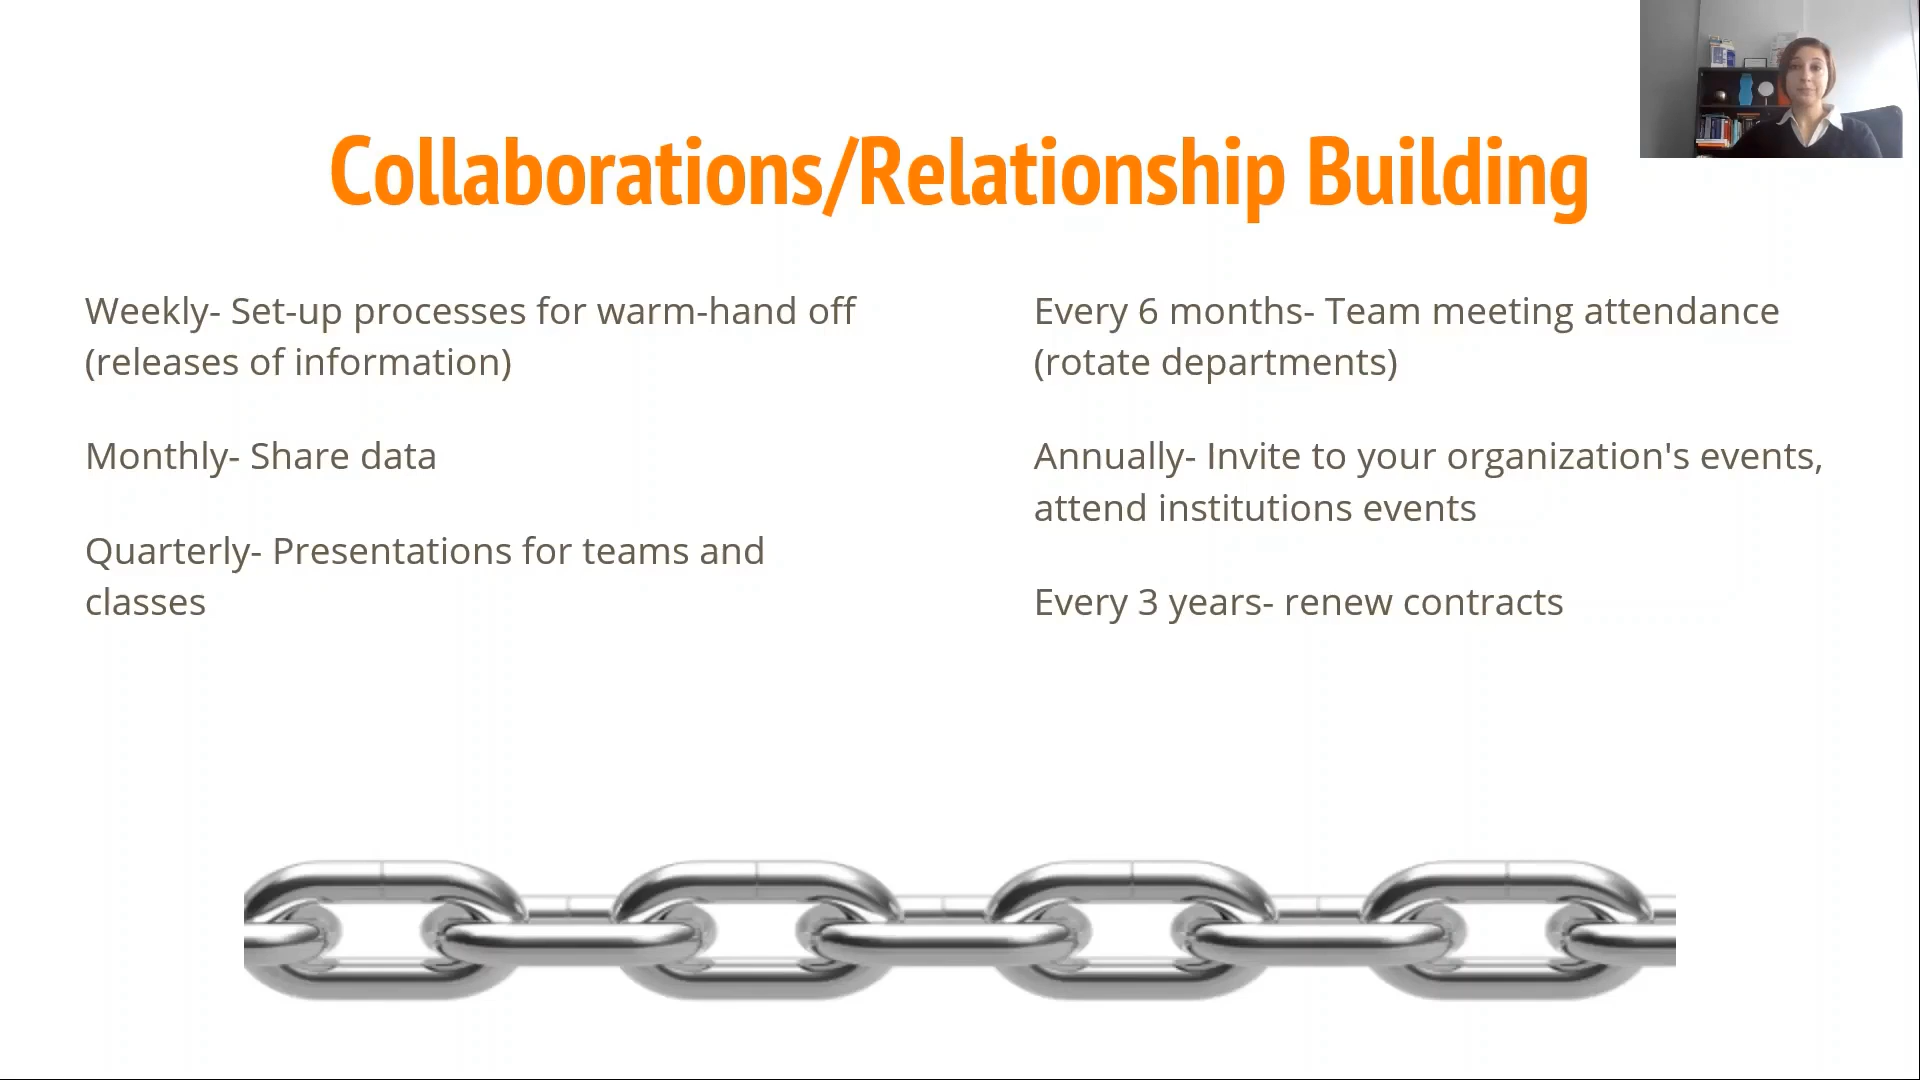 Collaborations/Relationship Building
Weekly- Set-up processes for warm-hand off
(releases of information)
Monthly- Share data
Quarterly- Presentations for teams and
classes
Every 6 months- Team meeting attendance
(rotate departments)
Annually- Invite to your organization's events,
attend institutions events
Every 3 years- renew contracts